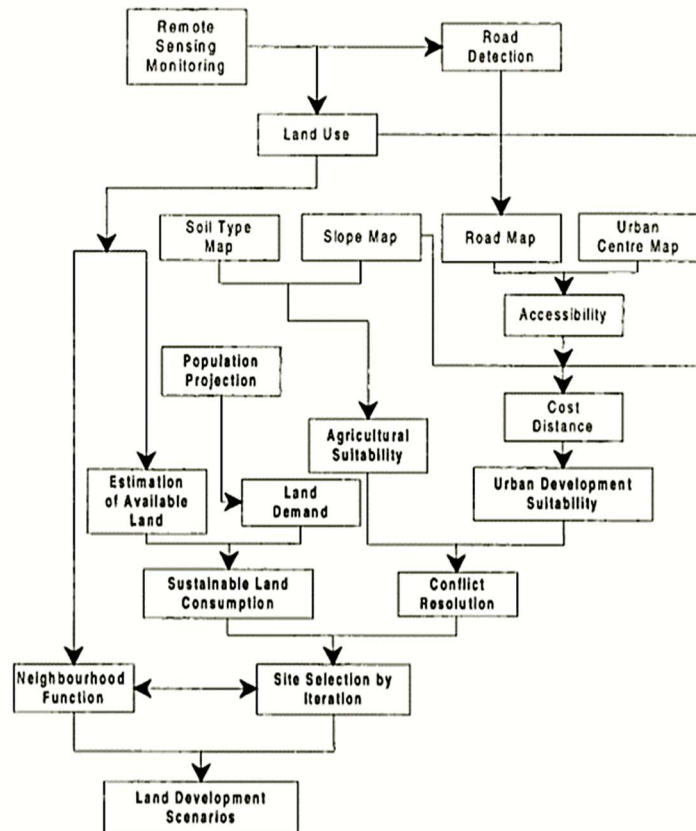 Remote
Sensing
Monitoring
Road
Detection
Land Use
Soil Type
Map
Slope Map
Road Map
Urban
Centre Map
Accessibility
Population
Projection
Cost
Distance
Agricultural
Suitability
Estimation
of Available
Land
Land
Demand
Urban Development
Suitability
Sustainable Land
Consumption
Conflict
Resolution
Neighbourhood
Function
Site Selection by
Iteration
Land Development
Scenarios